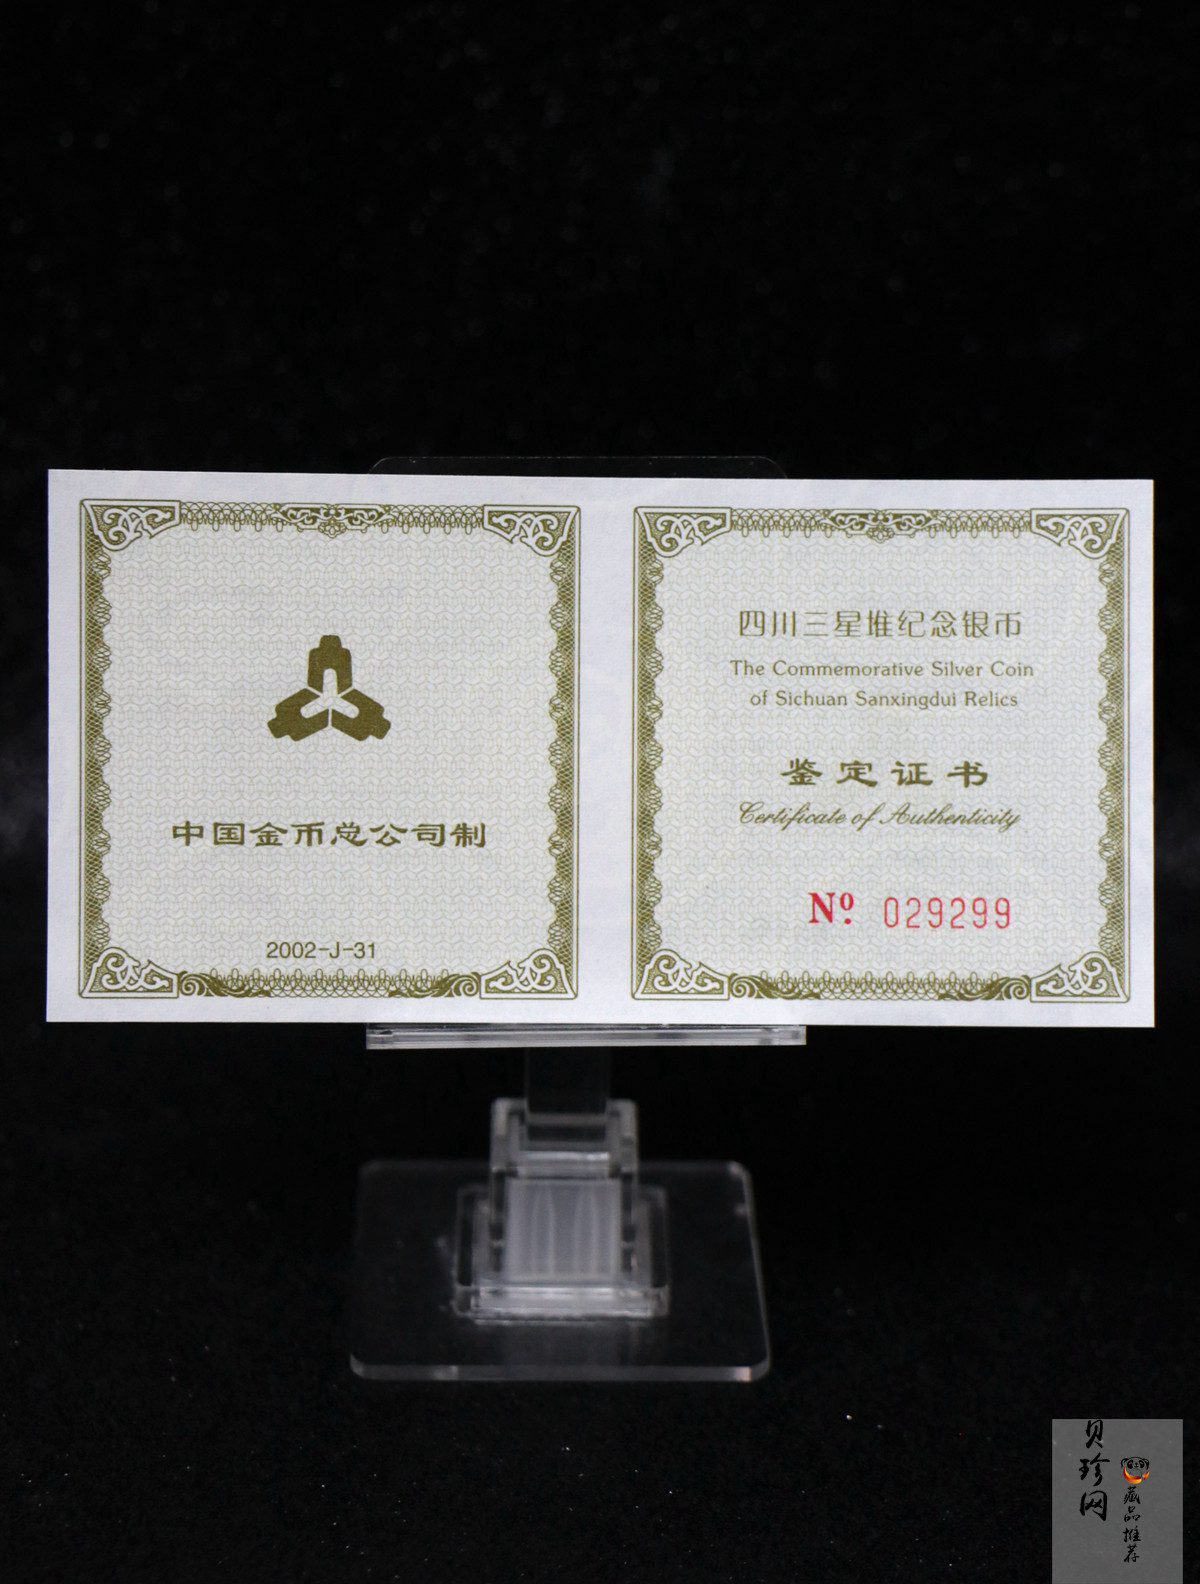 中国金币总公司制
2002-J-31
四川三星堆纪念银币
The Commemorative Silver Coin
of Sichuan Sanxingdui Relics
鉴定证书
Certificate of Authenticity
Nº. 029299
贝珍网
藏品推荐